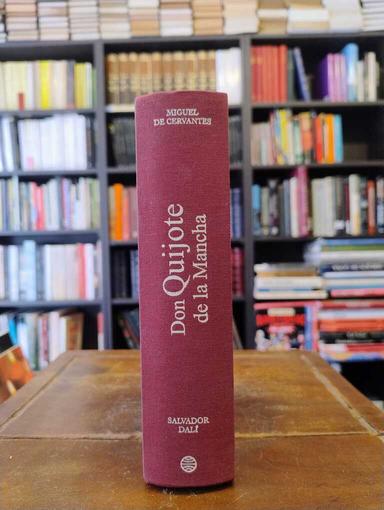 MIGUEL
DE CERVANTES
Don Quijote
de la Mancha
SALVADOR
DALÍ